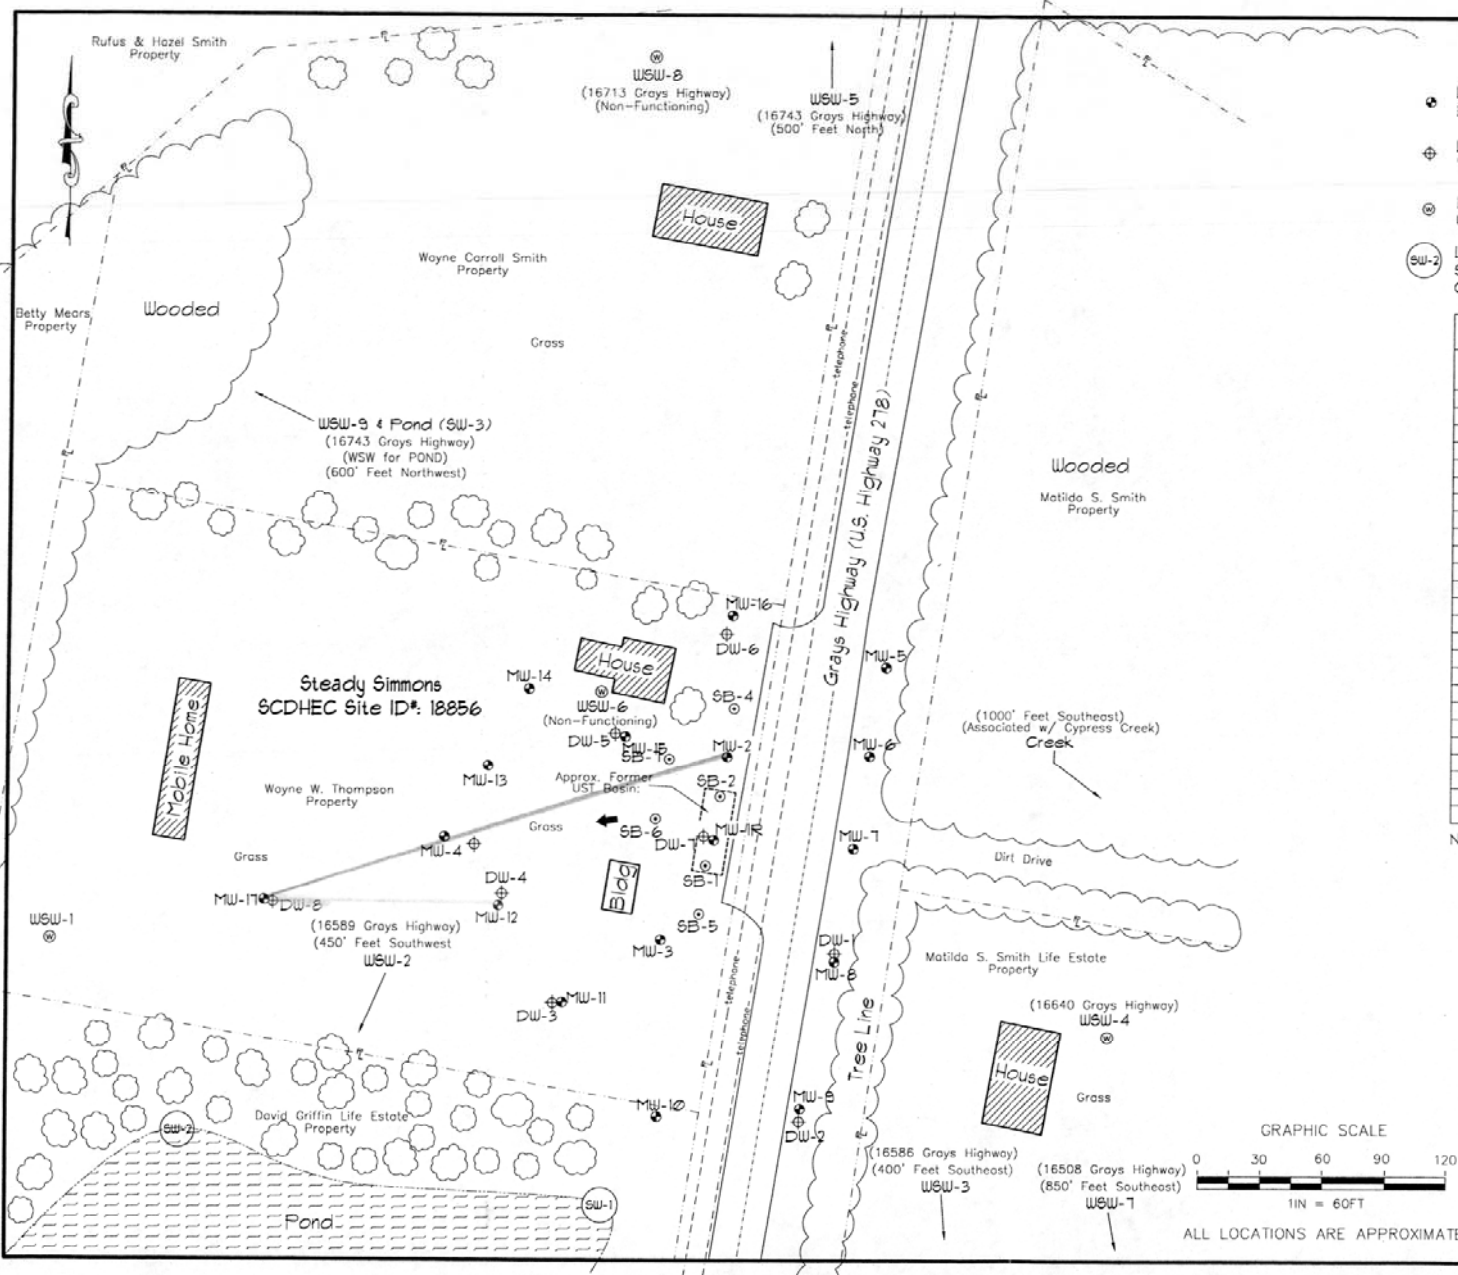 Rufus & Hazel Smith
Property
WSW-8
(16713 Grays Highway)
(Non-Functioning)
WSW-5
(16743 Grays Highway)
(500' Feet North)
House
SW-2
Wayne Carroll Smith
Property
Wooded
Betty Mears
Property
Grass
telephone
telephone
WSW-9 & Pond (SW-3)
(16743 Grays Highway)
(WSW for POND)
(600' Feet Northwest)
Grays Highway (U.S. Highway 278)
Wooded
Matilda S. Smith
Property
MW-16
DW-6
House
MW-5
MW-14
Steady Simmons
SCDHEC Site ID#: 18856
WSW-6
(Non-Functioning)
SB-4
DW-5
MW-15
SB-7
MW-2
MW-6
(1000' Feet Southeast)
(Associated w/ Cypress Creek)
Creek
Mobile Home
MW-13
Approx. Former
UST Basin:
SB-2
Wayne W. Thompson
Property
Grass
SB-6
DW-7
MW-1R
MW-7
MW-4
Grass
Dirt Drive
SB-1
Bldg
DW-4
MW-17
DW-8
MW-12
WSW-1
(16589 Grays Highway)
(450' Feet Southwest
WSW-2
SB-5
MW-3
DW-1
MW-8
Matilda S. Smith Life Estate
Property
telephone
telephone
MW-11
DW-3
Tree Line
(16640 Grays Highway)
WSW-4
House
Grass
MW-10
MW-9
DW-2
David Griffin Life Estate
Property
SW-2
GRAPHIC SCALE
0 30 60 90 120
1IN = 60FT
(16586 Grays Highway)
(400' Feet Southeast)
WSW-3
(16508 Grays Highway)
(850' Feet Southeast)
WSW-7
SW-1
Pond
ALL LOCATIONS ARE APPROXIMATE